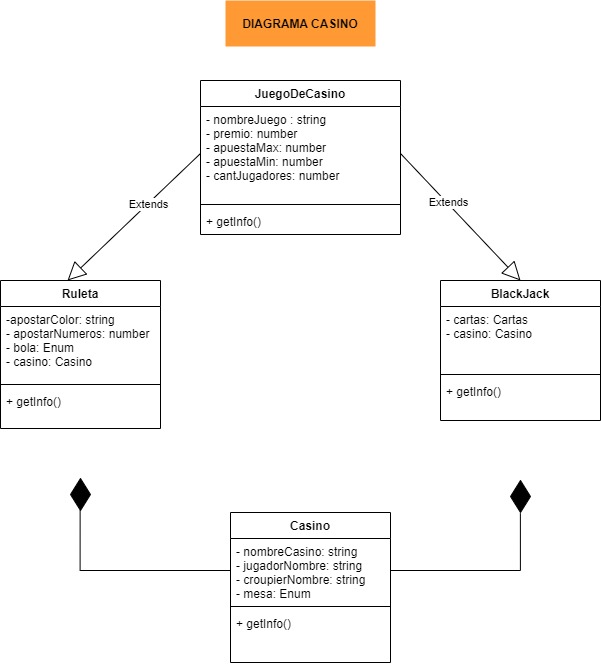 DIAGRAMA CASINO
JuegoDeCasino
- nombreJuego : string
- premio: number
- apuestaMax: number
- apuestaMin: number
- cantJugadores: number
+ getInfo()
Extends
Extends
Ruleta
-apostarColor: string
- apostarNumeros: number
- bola: Enum
- casino: Casino
+ getInfo()
BlackJack
- cartas: Cartas
- casino: Casino
+ getInfo()
Casino
- nombreCasino: string
- jugadorNombre: string
- croupierNombre: string
- mesa: Enum
+ getInfo()